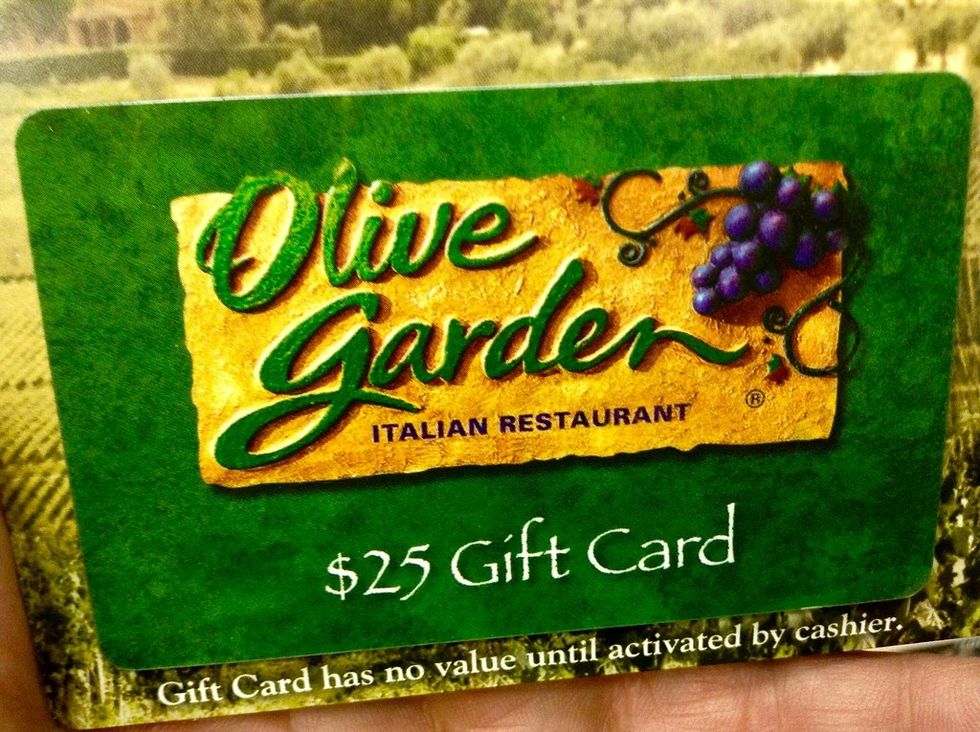 Olive
Garden
ITALIAN RESTAURANT ®
$25 Gift Card
Gift Card has no value until activated by cashier.